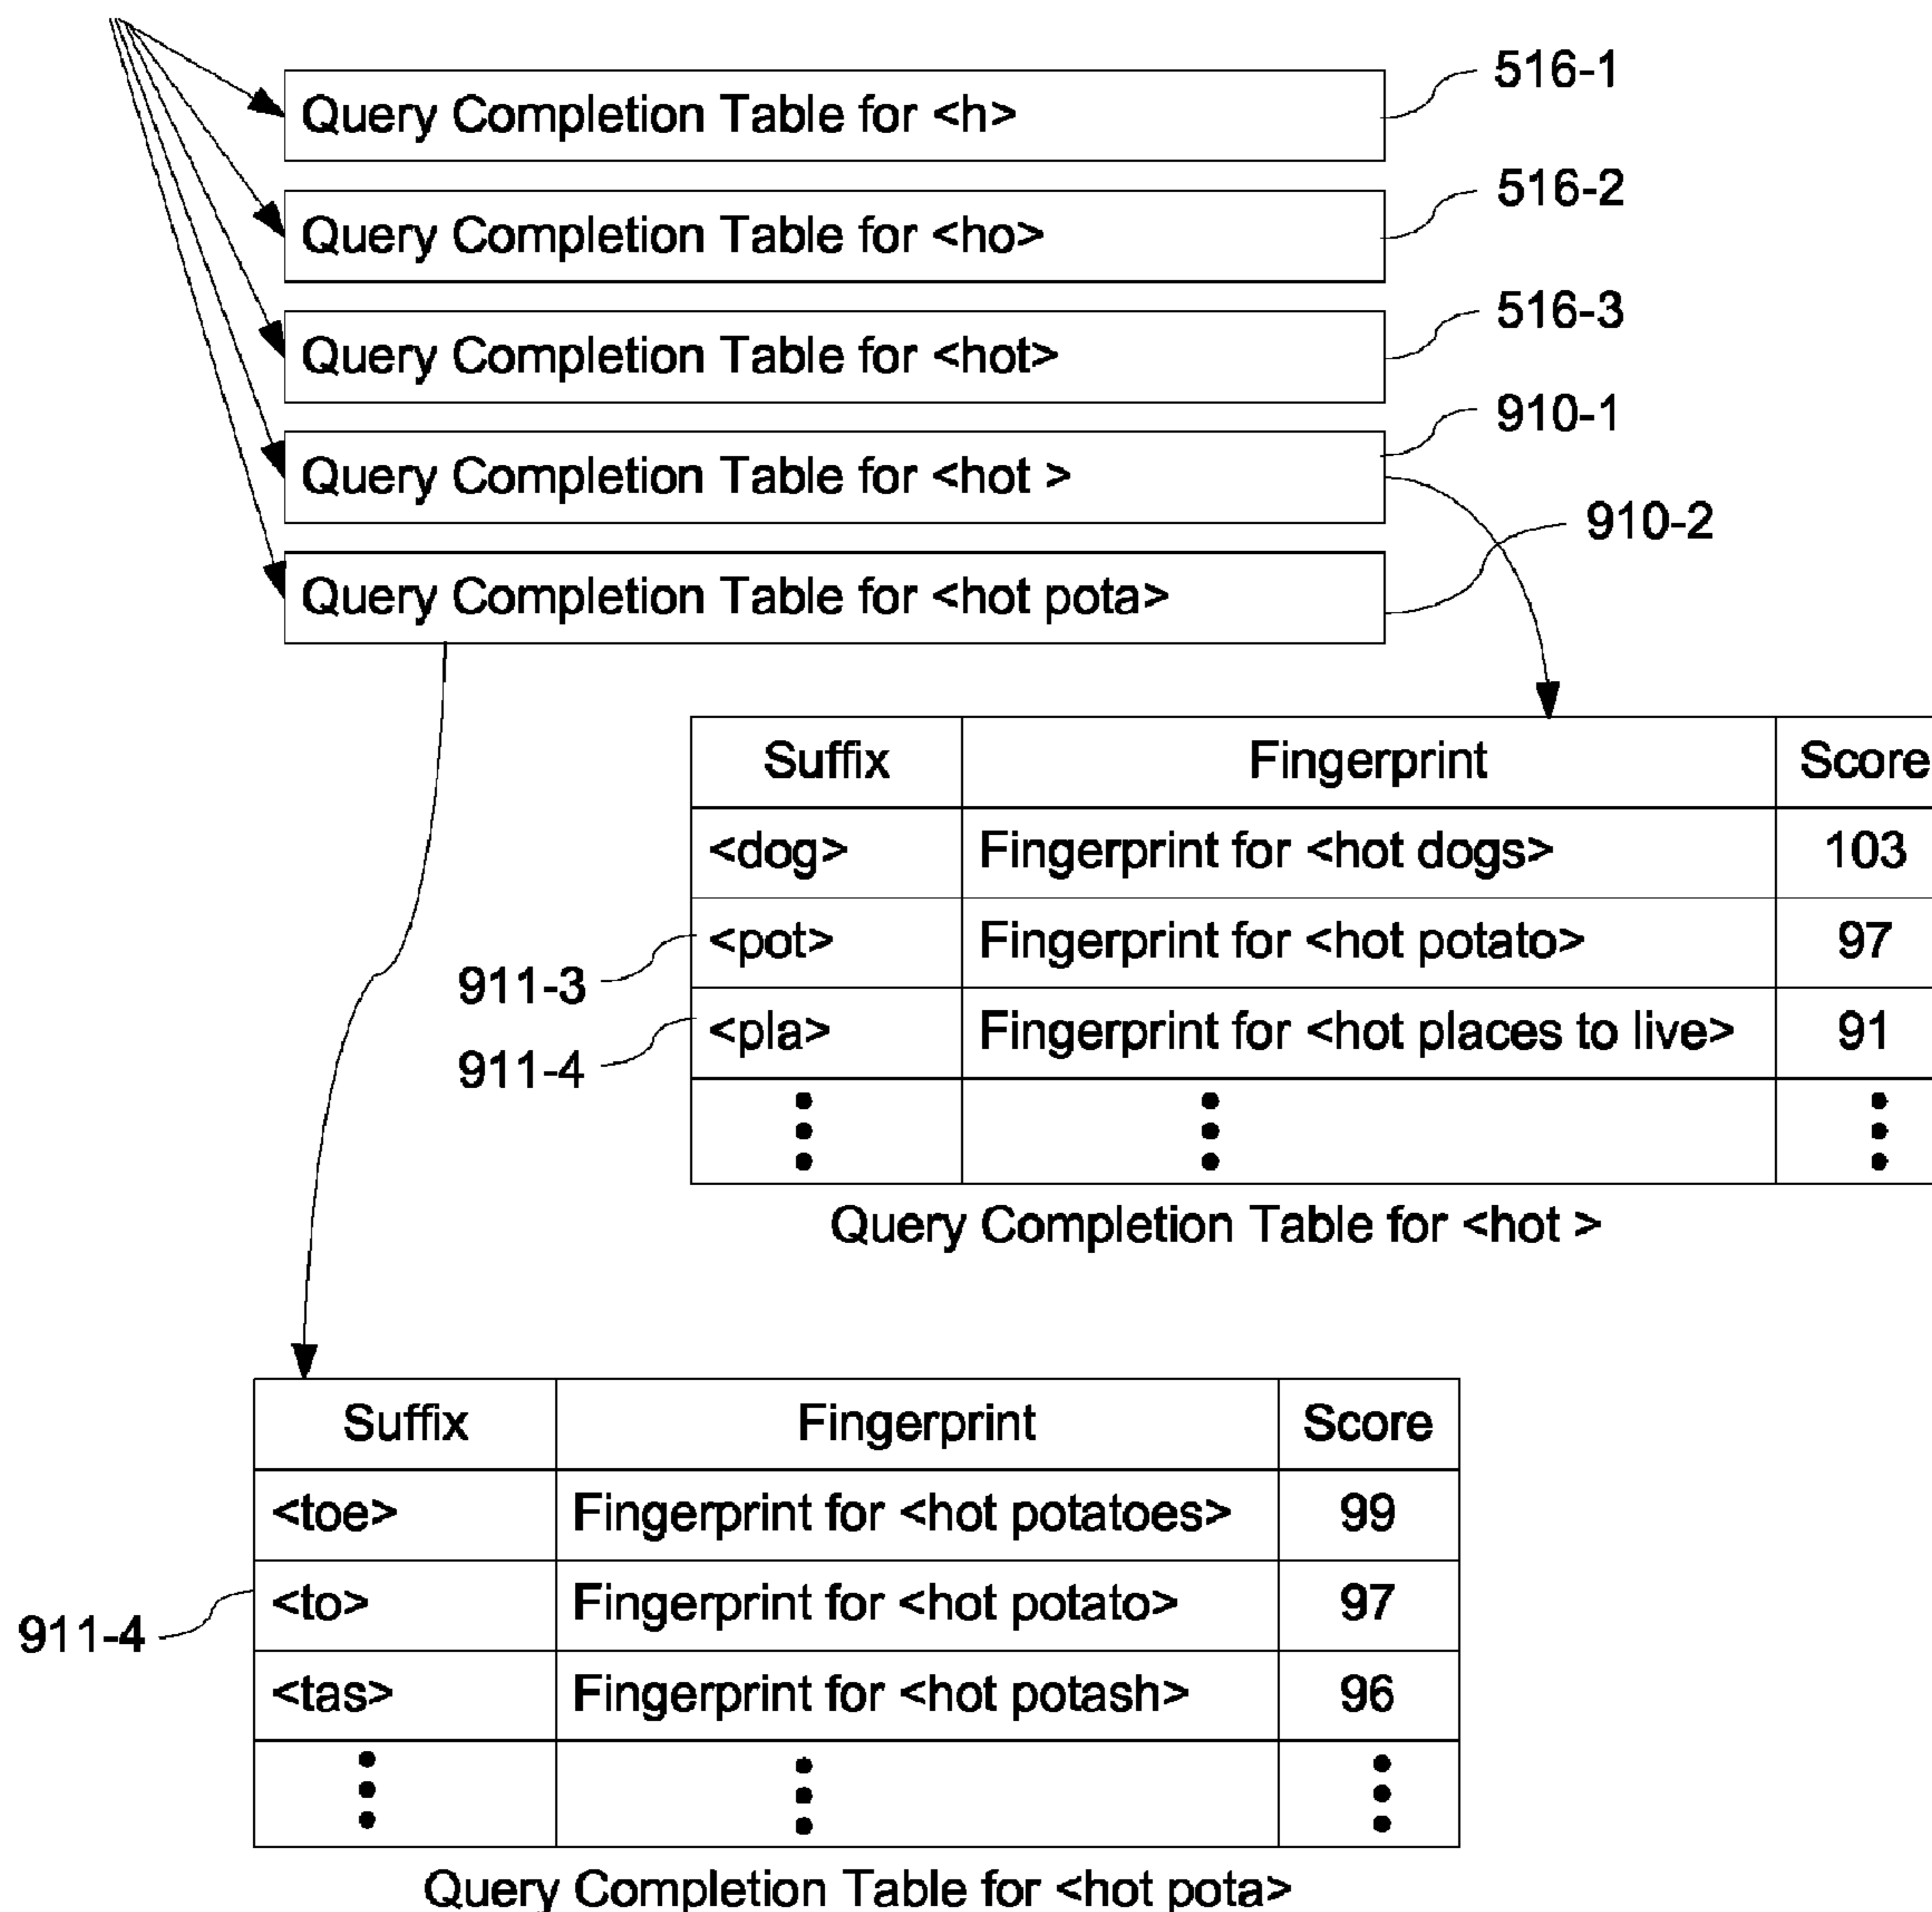 516-1
Query Completion Table for <h>
516-2
Query Completion Table for <ho>
516-3
Query Completion Table for <hot>
910-1
Query Completion Table for <hot >
910-2
Query Completion Table for <hot pota>
Suffix Fingerprint Score
<dog> Fingerprint for <hot dogs> 103
<pot> Fingerprint for <hot potato> 97
911-3
<pla> Fingerprint for <hot places to live> 91
911-4
Query Completion Table for <hot >
Suffix Fingerprint Score
<toe> Fingerprint for <hot potatoes> 99
<to> Fingerprint for <hot potato> 97
911-4
<tas> Fingerprint for <hot potash> 96
Query Completion Table for <hot pota>